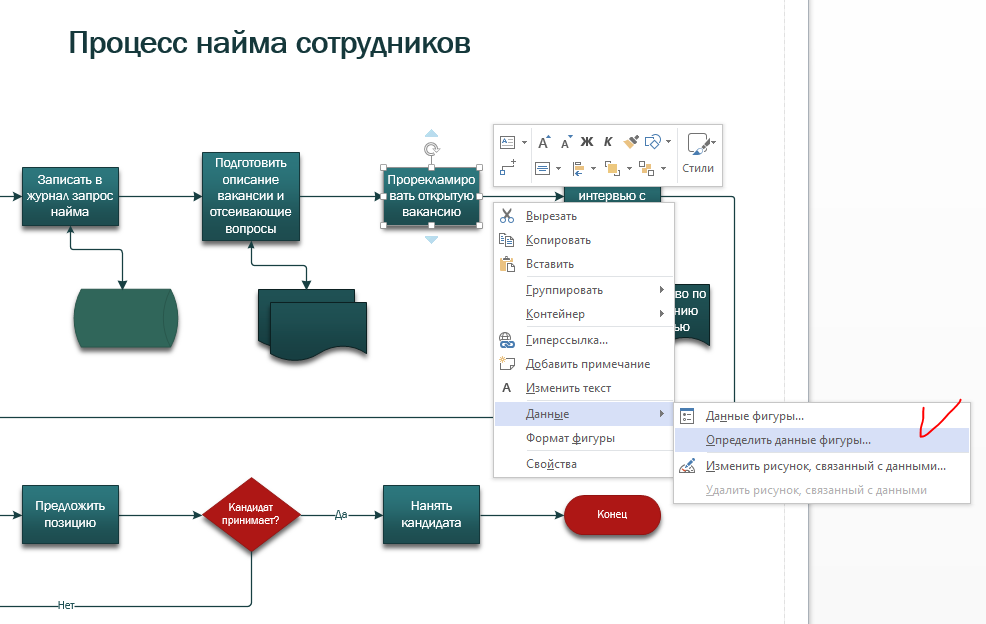 Процесс найма сотрудников
Записать в
журнал запрос
найма
Подготовить
описание
вакансии и
отсеивающие
вопросы
Прорекламиро
вать открытую
вакансию
интервью с
Ж К
Стили
Вырезать
Копировать
Вставить
Группировать
Контейнер
Гиперссылка...
Добавить примечание
Изменить текст
Данные
Формат фигуры
Свойства
во по
нию
ью
Данные фигуры...
Определить данные фигуры...
Изменить рисунок, связанный с данными...
Удалить рисунок, связанный с данными
Предложить
позицию
Кандидат
принимает?
Да
Нанять
кандидата
Конец
Нет